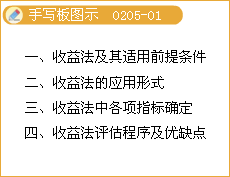 手写板图示 0205-01
一、收益法及其适用前提条件
二、收益法的应用形式
三、收益法中各项指标确定
四、收益法评估程序及优缺点